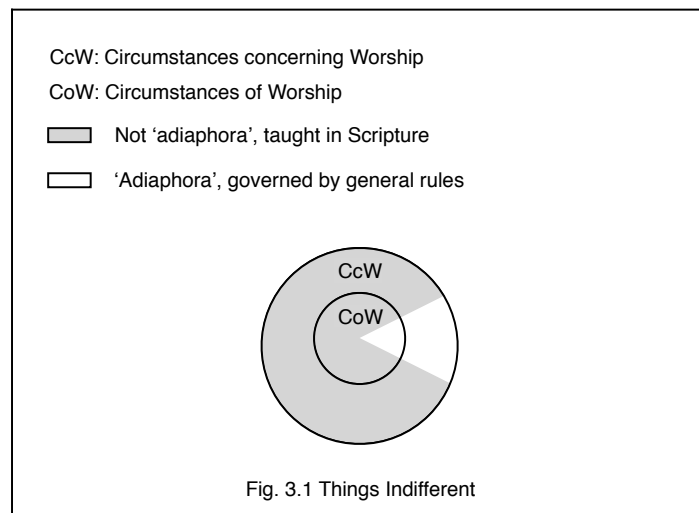 CcW: Circumstances concerning Worship
CoW: Circumstances of Worship
Not ‘adiaphora’, taught in Scripture
‘Adiaphora’, governed by general rules
CcW
CoW
Fig. 3.1 Things Indifferent